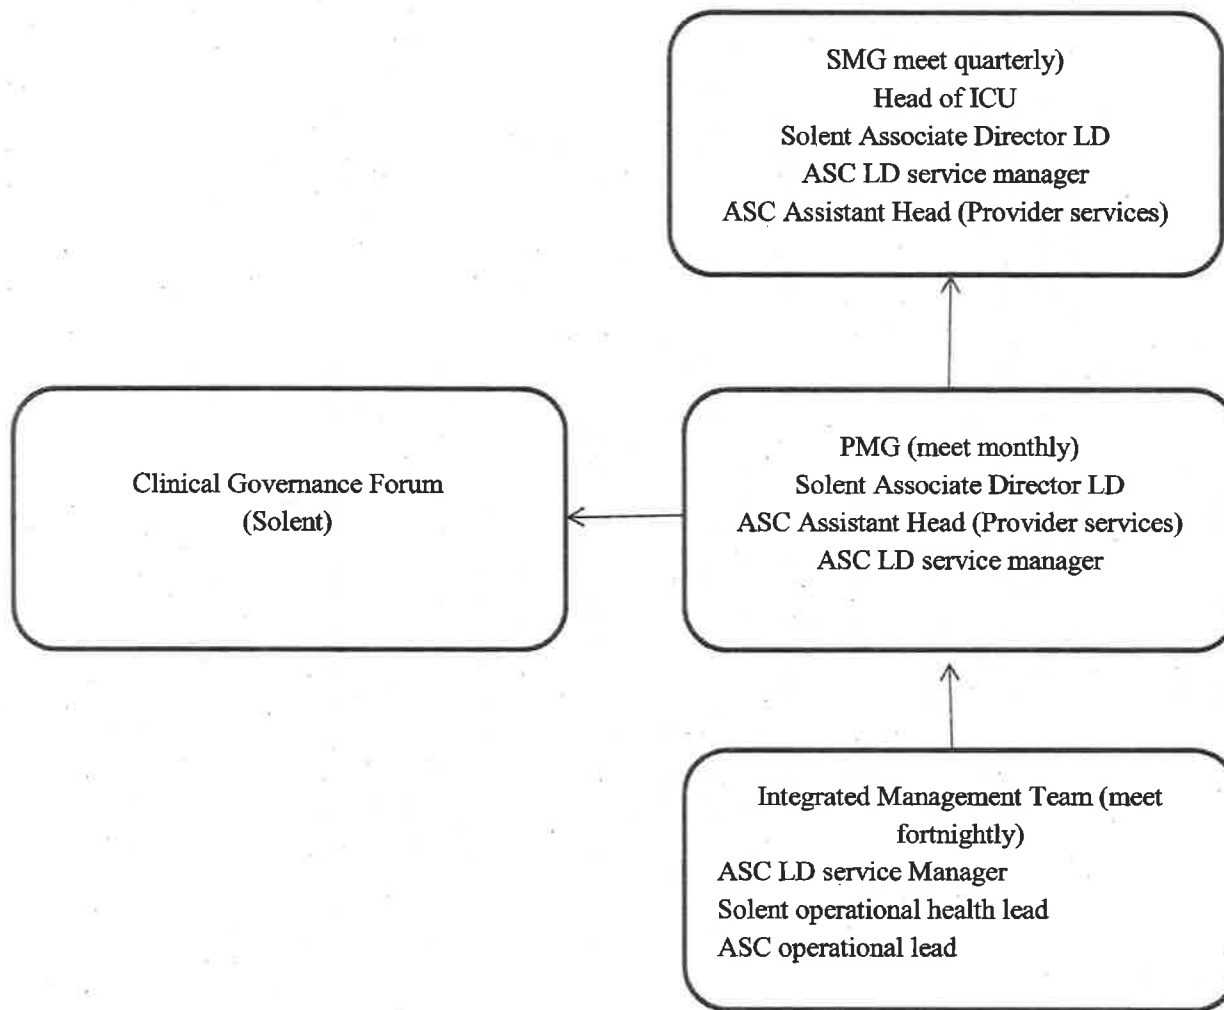 SMG meet quarterly)
Head of ICU
Solent Associate Director LD
ASC LD service manager
ASC Assistant Head (Provider services)
Clinical Governance Forum
(Solent)
PMG (meet monthly)
Solent Associate Director LD
ASC Assistant Head (Provider services)
ASC LD service manager
Integrated Management Team (meet
fortnightly)
ASC LD service Manager
Solent operational health lead
ASC operational lead